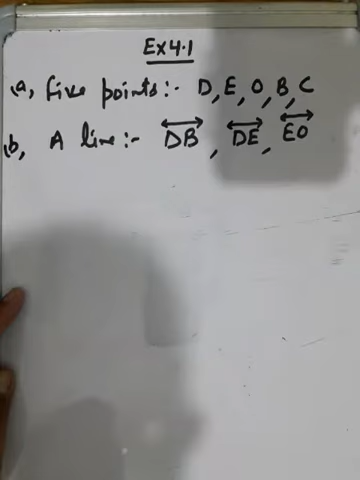 Ex 4.1
(a, Five points:- D, E, O, B, C
(b, A line:- DB, DE, EO